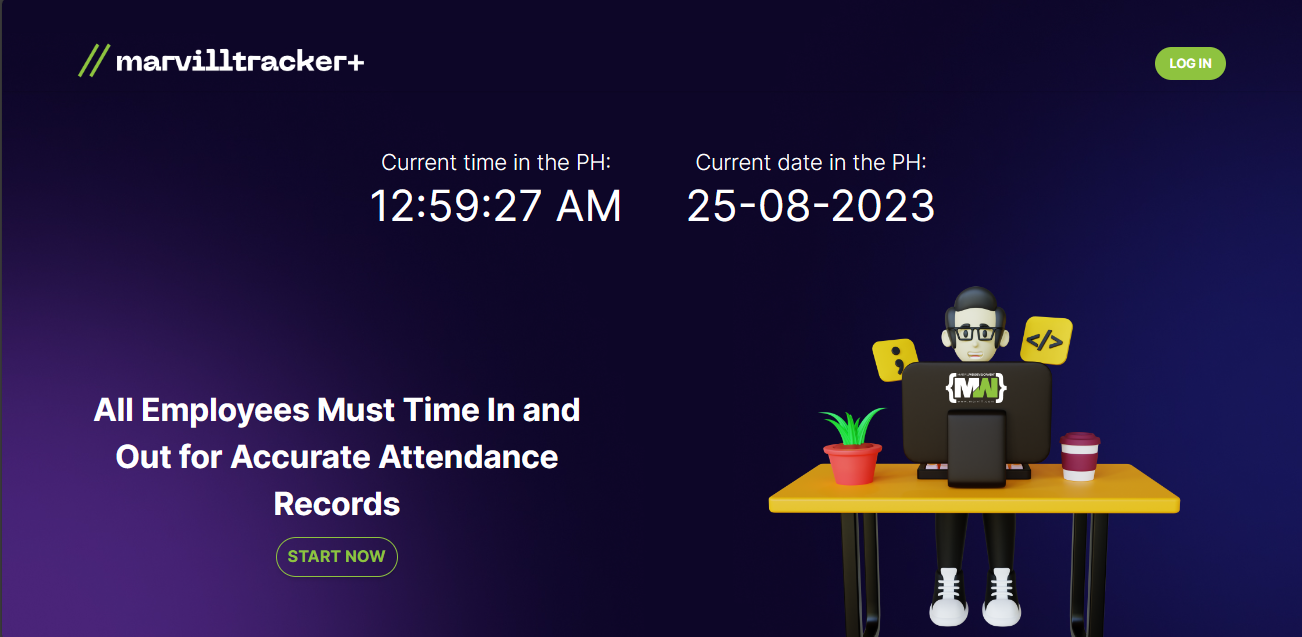 // marvilltracker+
LOG IN
Current time in the PH:
12:59:27 AM
Current date in the PH:
25-08-2023
All Employees Must Time In and
Out for Accurate Attendance
Records
START NOW
;
</>
{MW}